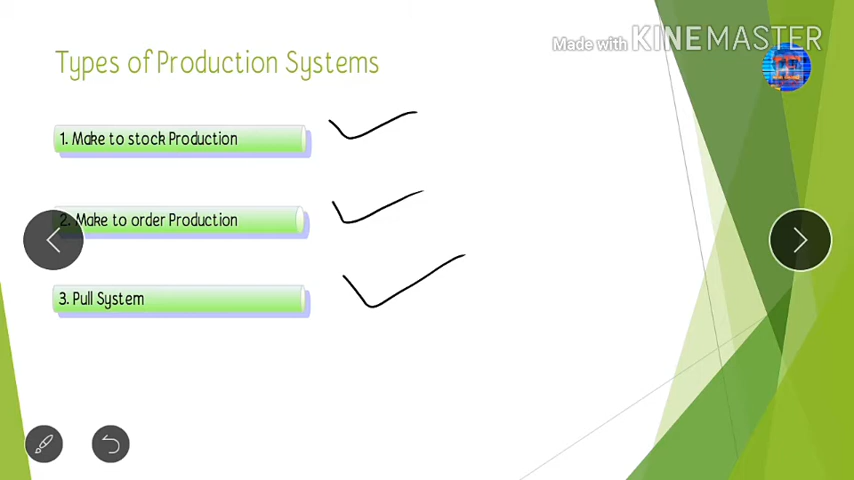 Made with KINEMASTER
Types of Production Systems
1. Make to stock Production
2. Make to order Production
3. Pull System